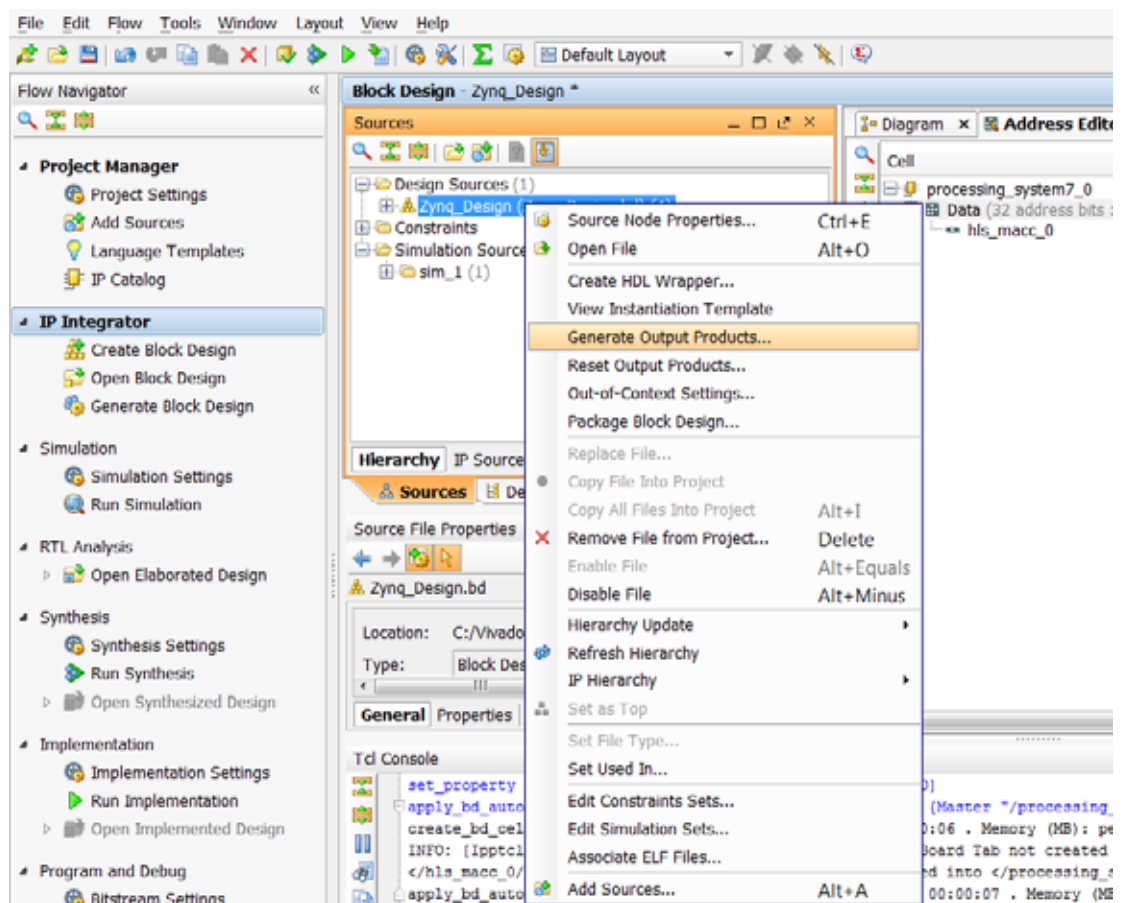 File Edit Flow Tools Window Layout View Help
Default Layout
Flow Navigator
Project Manager
Project Settings
Add Sources
Language Templates
IP Catalog
IP Integrator
Create Block Design
Open Block Design
Generate Block Design
Simulation
Simulation Settings
Run Simulation
RTL Analysis
Open Elaborated Design
Synthesis
Synthesis Settings
Run Synthesis
Open Synthesized Design
Implementation
Implementation Settings
Run Implementation
Open Implemented Design
Program and Debug
Bitstream Settings
Block Design - Zynq_Design *
Sources
Design Sources (1)
Zynq_Design (
Constraints
Simulation Source
sim_1 (1)
Hierarchy IP Source
Sources De
Source File Properties
Zynq_Design.bd
Location: C:/Vivado
Type: Block Des
General Properties
Source Node Properties... Ctrl+E
Open File Alt+O
Create HDL Wrapper...
View Instantiation Template
Generate Output Products...
Reset Output Products...
Out-of-Context Settings...
Package Block Design...
Replace File...
Copy File Into Project
Copy All Files Into Project Alt+I
Remove File from Project... Delete
Enable File Alt+Equals
Disable File Alt+Minus
Hierarchy Update
Refresh Hierarchy
IP Hierarchy
Set as Top
Set File Type...
Set Used In...
Edit Constraints Sets...
Edit Simulation Sets...
Associate ELF Files...
Add Sources... Alt+A
Diagram Address Edito
Cell
processing_system7_0
Data (32 address bits :
hls_macc_0
Tcl Console
set_property 0]
apply_bd_auto {Master "/processing_
create_bd_cel 0:06 . Memory (MB): pe
INFO: [Ipptcl Board Tab not created
</hls_macc_0/ ed into </processing_s
apply_bd_auto 00:00:07 . Memory (MB